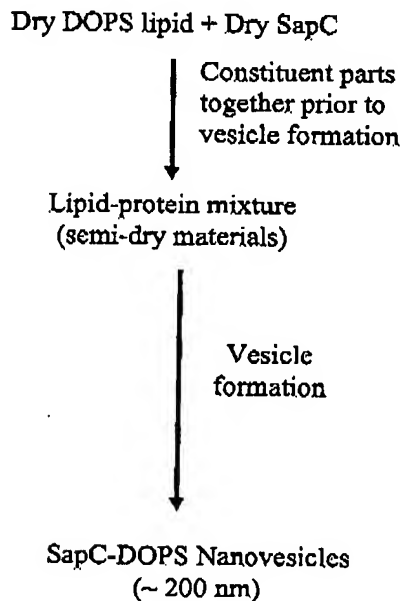 Dry DOPS lipid + Dry SapC
Constituent parts
together prior to
vesicle formation
Lipid-protein mixture
(semi-dry materials)
Vesicle
formation
SapC-DOPS Nanovesicles
(~ 200 nm)